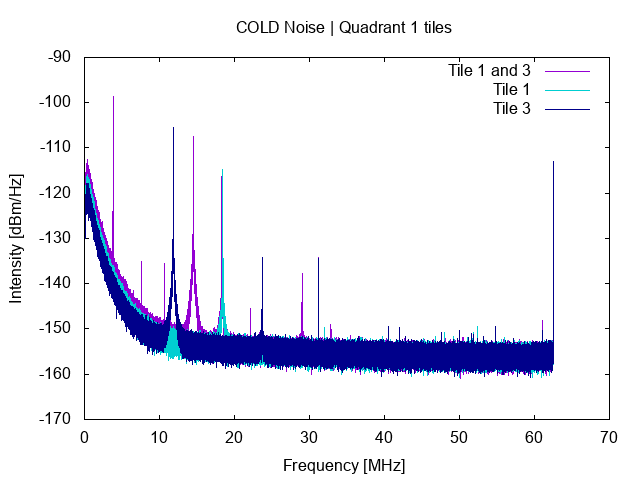 COLD Noise | Quadrant 1 tiles
Tile 1 and 3
Tile 1
Tile 3
Intensity [dBm/Hz]
-90
-100
-110
-120
-130
-140
-150
-160
-170
0 10 20 30 40 50 60 70
Frequency [MHz]